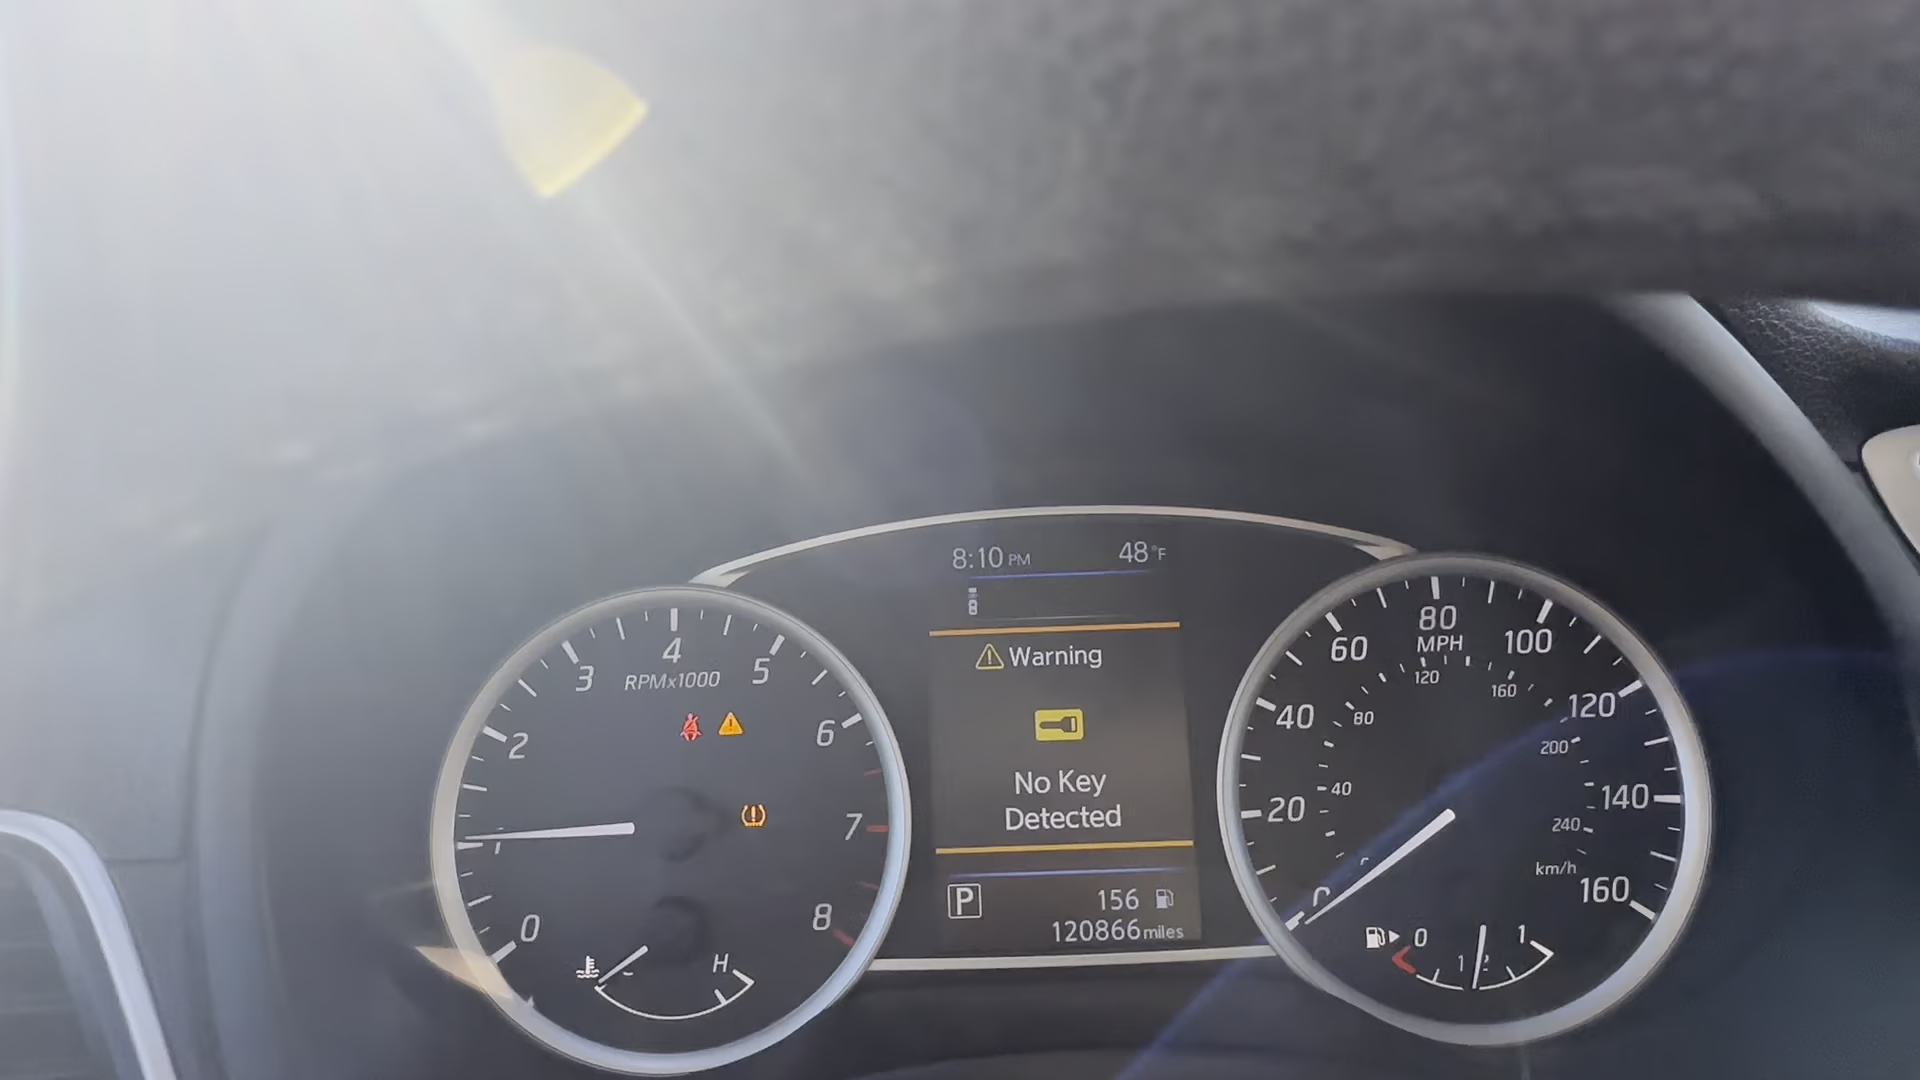 8:10 PM 48°F
Warning
No Key
Detected
P 156
120866 miles
0
1
2
3
4
5
6
7
8
RPMx1000
H
20
40
60
80
100
120
140
160
MPH
40
80
120
160
200
240
km/h
0 1